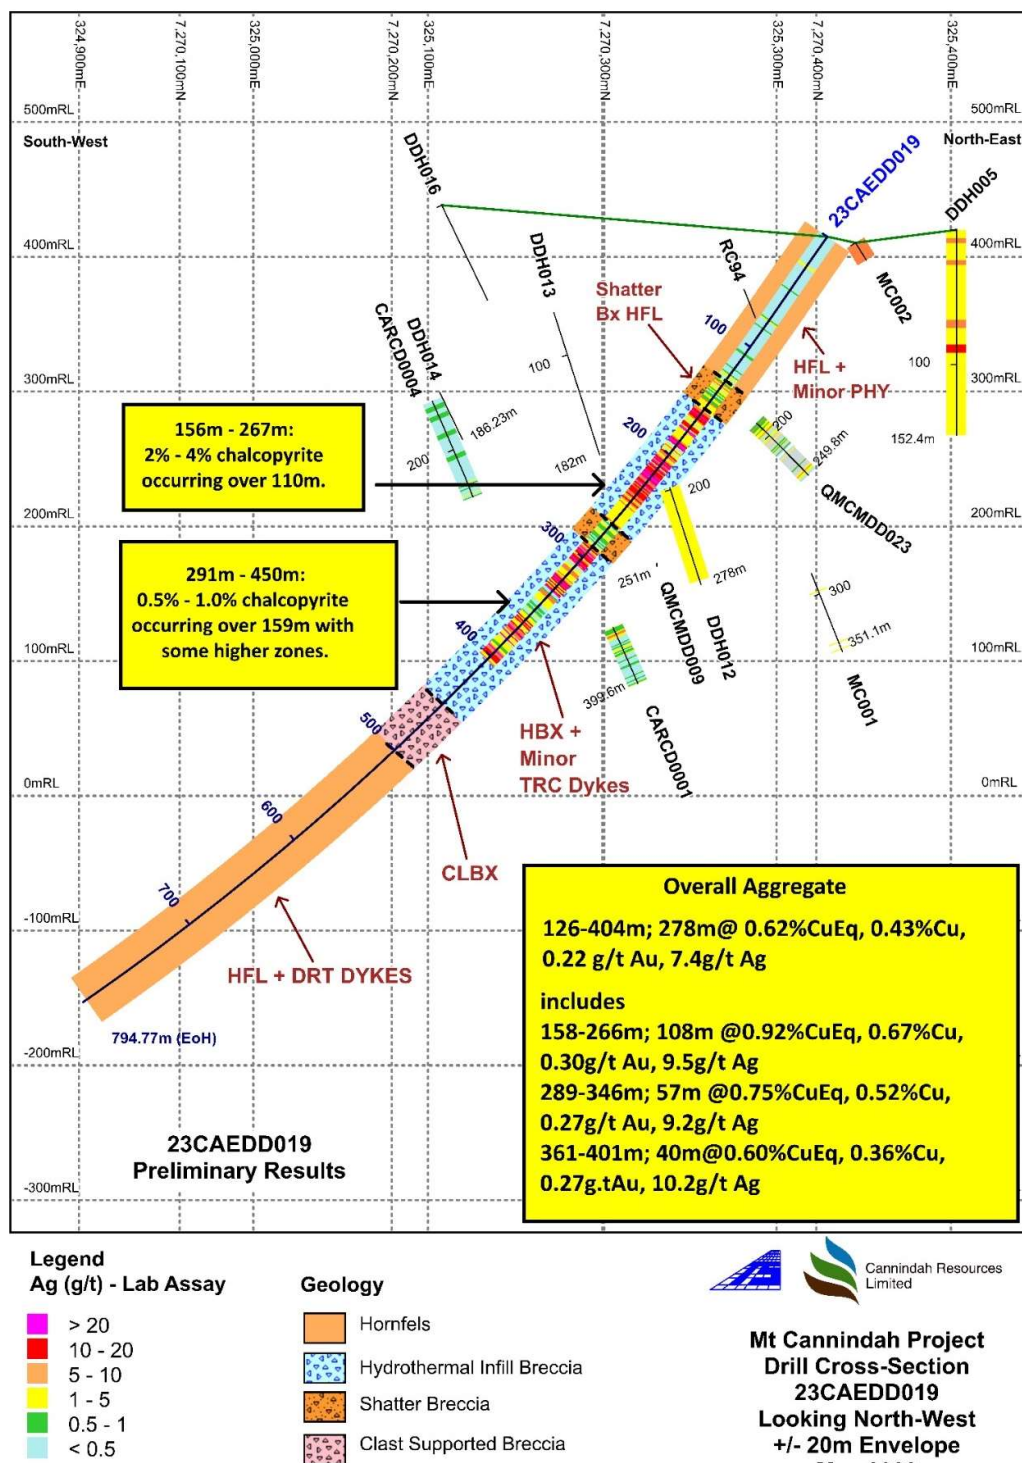 324,900mE
7,270,100mN
325,000mE
7,270,200mN
325,100mE
7,270,300mN
325,300mE
7,270,400mN
325,400mE
500mRL
500mRL
South-West
North-East
DDH016
23CAEDD019
DDH005
400mRL
400mRL
DDH013
RC94
MC002
Shatter
Bx HFL
100
DDH014
CARCD0004
100
HFL +
Minor PHY
100
300mRL
300mRL
156m - 267m:
2% - 4% chalcopyrite
occurring over 110m.
186.23m
200
182m
200
200
249.8m
152.4m
200
QMCMDD023
200mRL
200mRL
300
291m - 450m:
0.5% - 1.0% chalcopyrite
occurring over 159m with
some higher zones.
251m
278m
QMCMDD009
DDH012
300
351.1m
MC001
400
100mRL
100mRL
399.6m
CARCD0001
HBX +
Minor
TRC Dykes
500
0mRL
0mRL
600
CLBX
700
-100mRL
HFL + DRT DYKES
794.77m (EoH)
-200mRL
Overall Aggregate
126-404m; 278m@ 0.62%CuEq, 0.43%Cu,
0.22 g/t Au, 7.4g/t Ag
includes
158-266m; 108m @0.92%CuEq, 0.67%Cu,
0.30g/t Au, 9.5g/t Ag
289-346m; 57m @0.75%CuEq, 0.52%Cu,
0.27g/t Au, 9.2g/t Ag
361-401m; 40m@0.60%CuEq, 0.36%Cu,
0.27g.tAu, 10.2g/t Ag
23CAEDD019
Preliminary Results
-300mRL
Legend
Ag (g/t) - Lab Assay
> 20
10 - 20
5 - 10
1 - 5
0.5 - 1
< 0.5
Geology
Hornfels
Hydrothermal Infill Breccia
Shatter Breccia
Clast Supported Breccia
Cannindah Resources
Limited
Mt Cannindah Project
Drill Cross-Section
23CAEDD019
Looking North-West
+/- 20m Envelope